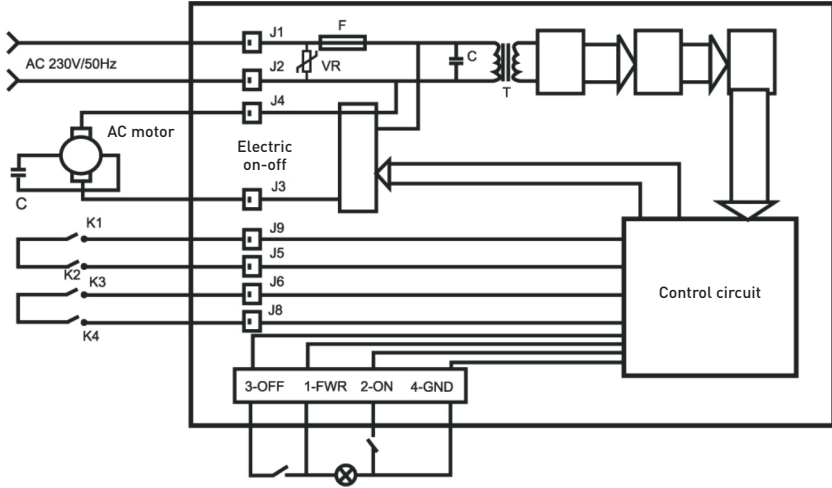 J1
F
AC 230V/50Hz
VR
C
J2
T
J4
AC motor
Electric
on-off
C
J3
K1
J9
K2
J5
K3
J6
Control circuit
J8
K4
3-OFF 1-FWR 2-ON 4-GND